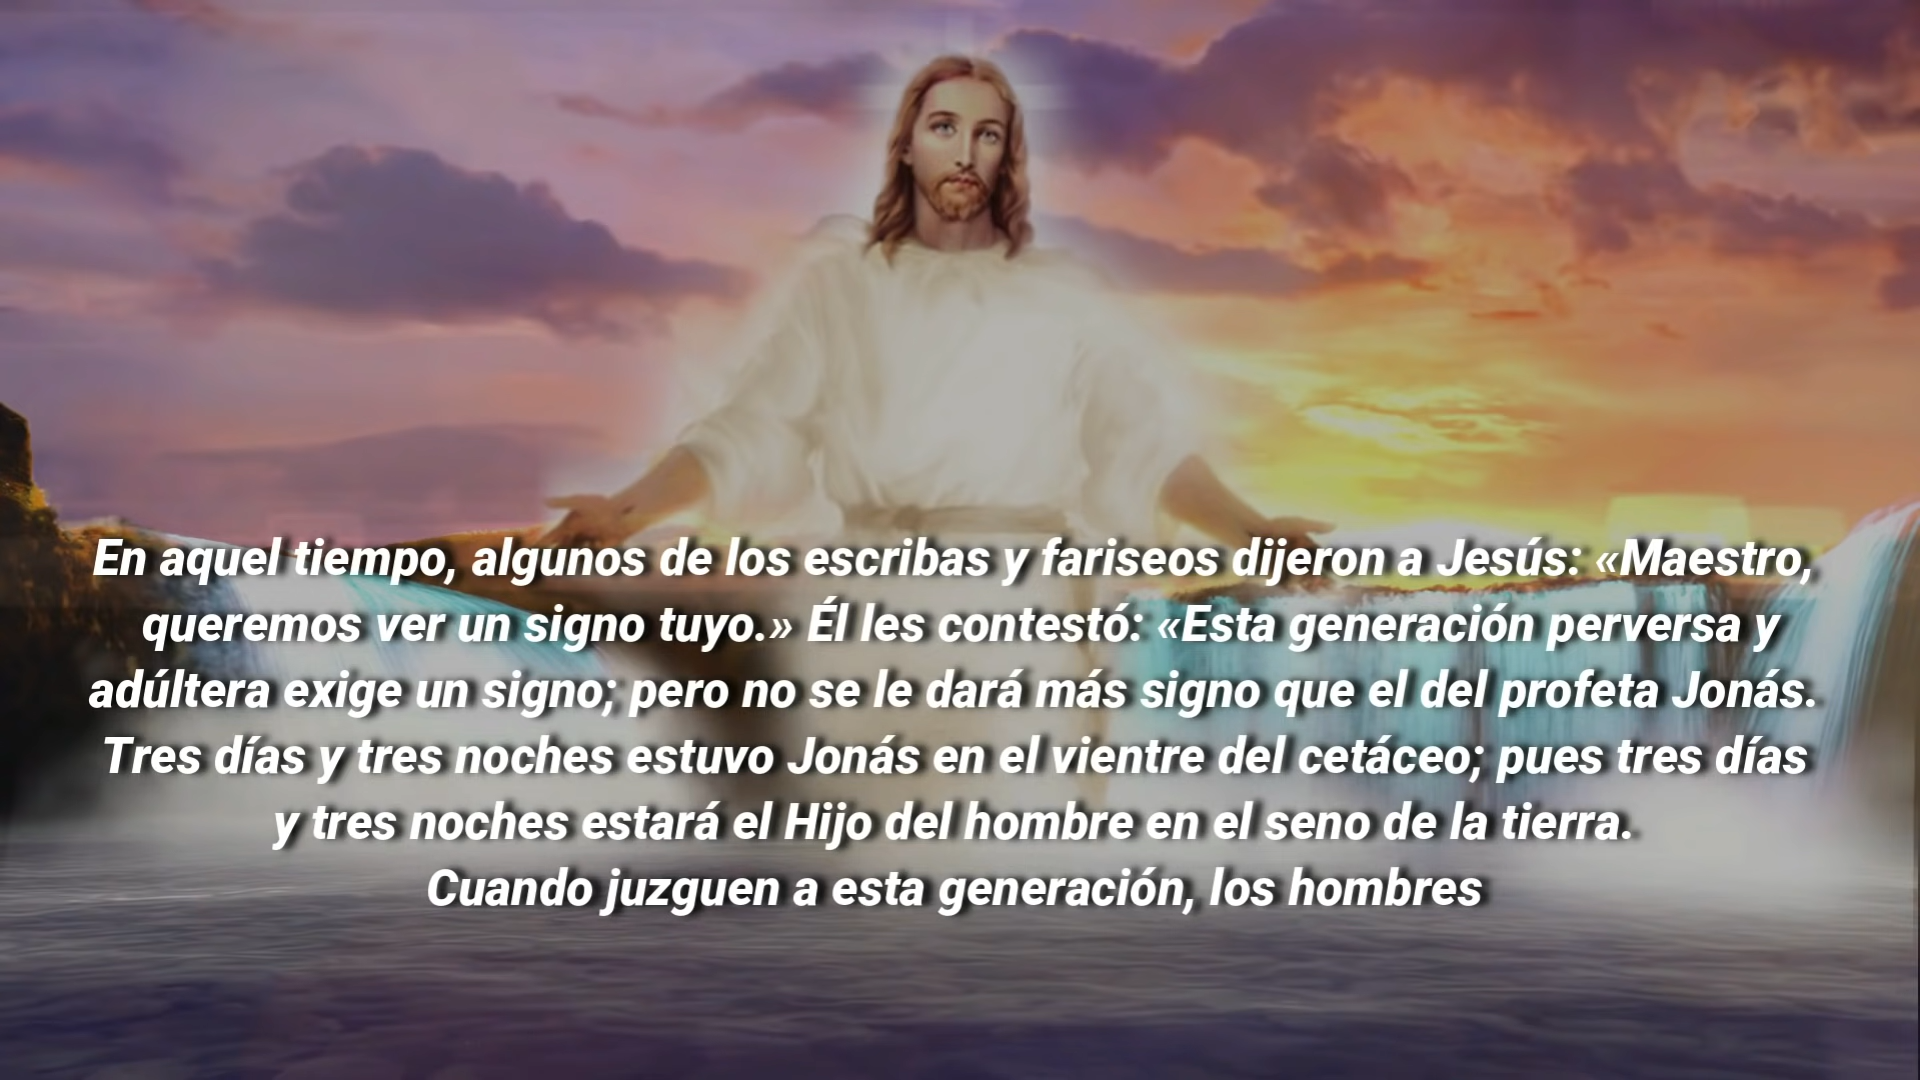 En aquel tiempo, algunos de los escribas y fariseos dijeron a Jesús: «Maestro,
queremos ver un signo tuyo.» Él les contestó: «Esta generación perversa y
adúltera exige un signo; pero no se le dará más signo que el del profeta Jonás.
Tres días y tres noches estuvo Jonás en el vientre del cetáceo; pues tres días
y tres noches estará el Hijo del hombre en el seno de la tierra.
Cuando juzguen a esta generación, los hombres